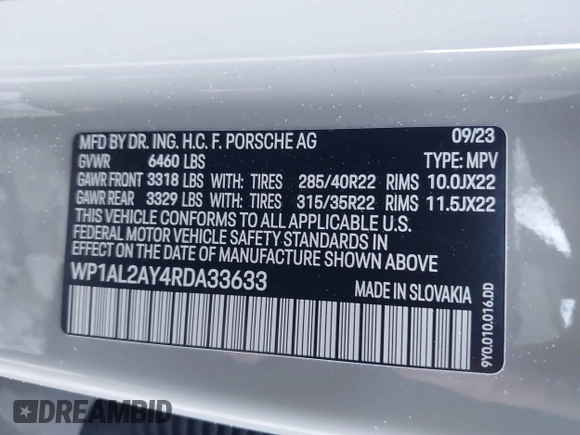 MFD BY DR. ING. H.C. F. PORSCHE AG 09/23
GVWR 6460 LBS TYPE: MPV
GAWR FRONT 3318 LBS WITH: TIRES 285/40R22 RIMS 10.0JX22
GAWR REAR 3329 LBS WITH: TIRES 315/35R22 RIMS 11.5JX22
THIS VEHICLE CONFORMS TO ALL APPLICABLE U.S.
FEDERAL MOTOR VEHICLE SAFETY STANDARDS IN
EFFECT ON THE DATE OF MANUFACTURE SHOWN ABOVE
WP1AL2AY4RDA33633 MADE IN SLOVAKIA
9Y0.010.016.DD
DREAMBID